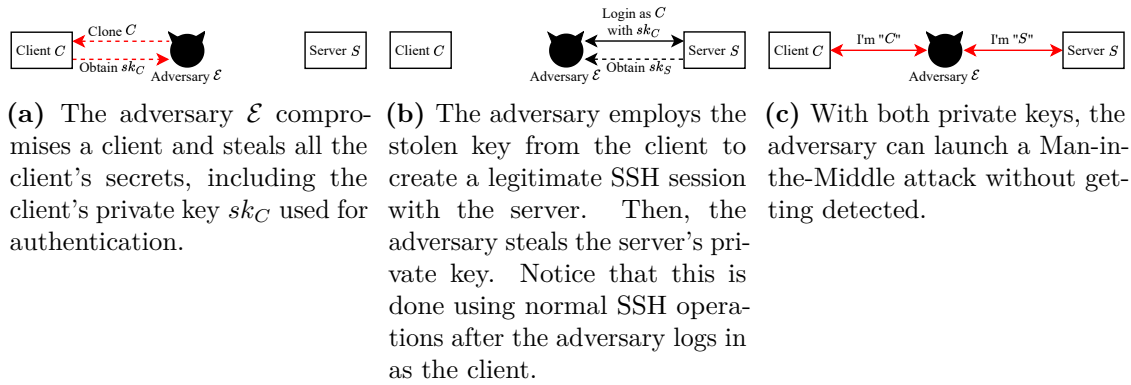 Client C
Clone C
Obtain sk_C
Adversary ℰ
Server S
(a) The adversary ℰ compro-
mises a client and steals all the
client's secrets, including the
client's private key sk_C used for
authentication.
Client C
Login as C
with sk_C
Obtain sk_S
Adversary ℰ
Server S
(b) The adversary employs the
stolen key from the client to
create a legitimate SSH session
with the server. Then, the
adversary steals the server's pri-
vate key. Notice that this is
done using normal SSH opera-
tions after the adversary logs in
as the client.
Client C
I'm "C"
Adversary ℰ
I'm "S"
Server S
(c) With both private keys, the
adversary can launch a Man-in-
the-Middle attack without get-
ting detected.